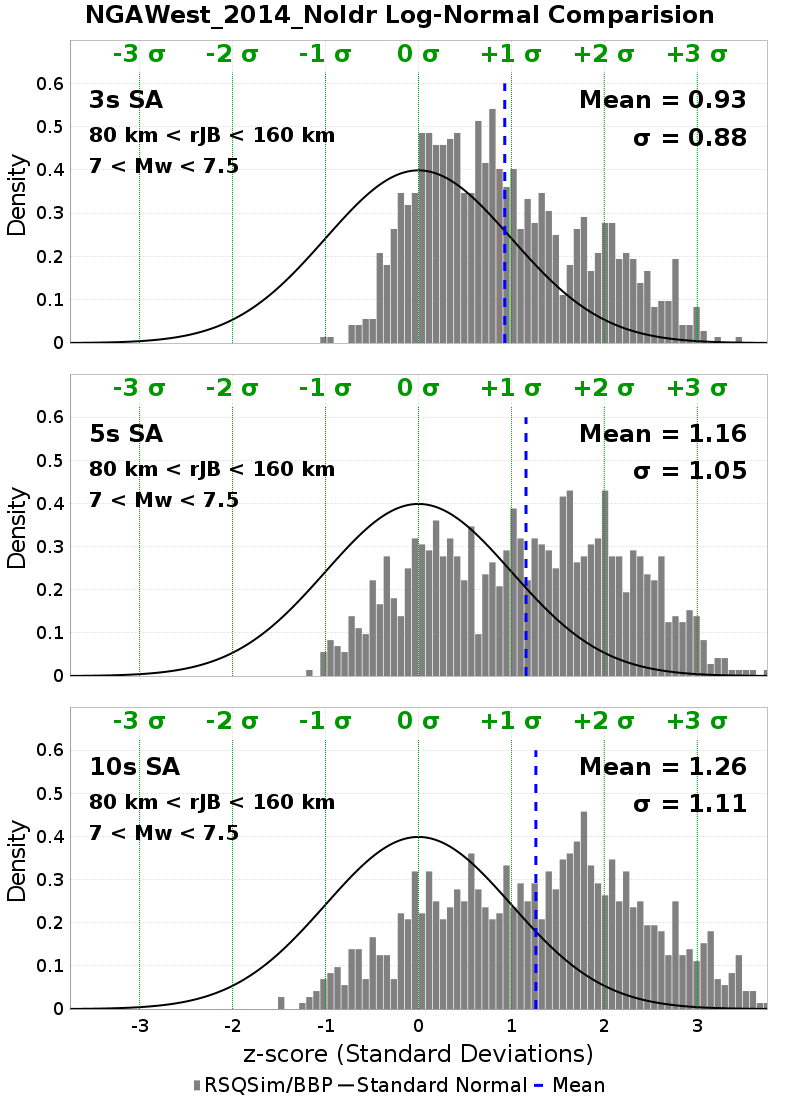 NGAWest_2014_NoIdr Log-Normal Comparision
-3 σ -2 σ -1 σ 0 σ +1 σ +2 σ +3 σ
0.6
3s SA
Mean = 0.93
0.5
80 km < rJB < 160 km
σ = 0.88
7 < Mw < 7.5
0.4
0.3
0.2
0.1
0
Density
-3 σ -2 σ -1 σ 0 σ +1 σ +2 σ +3 σ
0.6
5s SA
Mean = 1.16
0.5
80 km < rJB < 160 km
σ = 1.05
7 < Mw < 7.5
0.4
0.3
0.2
0.1
0
Density
-3 σ -2 σ -1 σ 0 σ +1 σ +2 σ +3 σ
0.6
10s SA
Mean = 1.26
0.5
80 km < rJB < 160 km
σ = 1.11
7 < Mw < 7.5
0.4
0.3
0.2
0.1
0
Density
-3 -2 -1 0 1 2 3
z-score (Standard Deviations)
RSQSim/BBP Standard Normal Mean